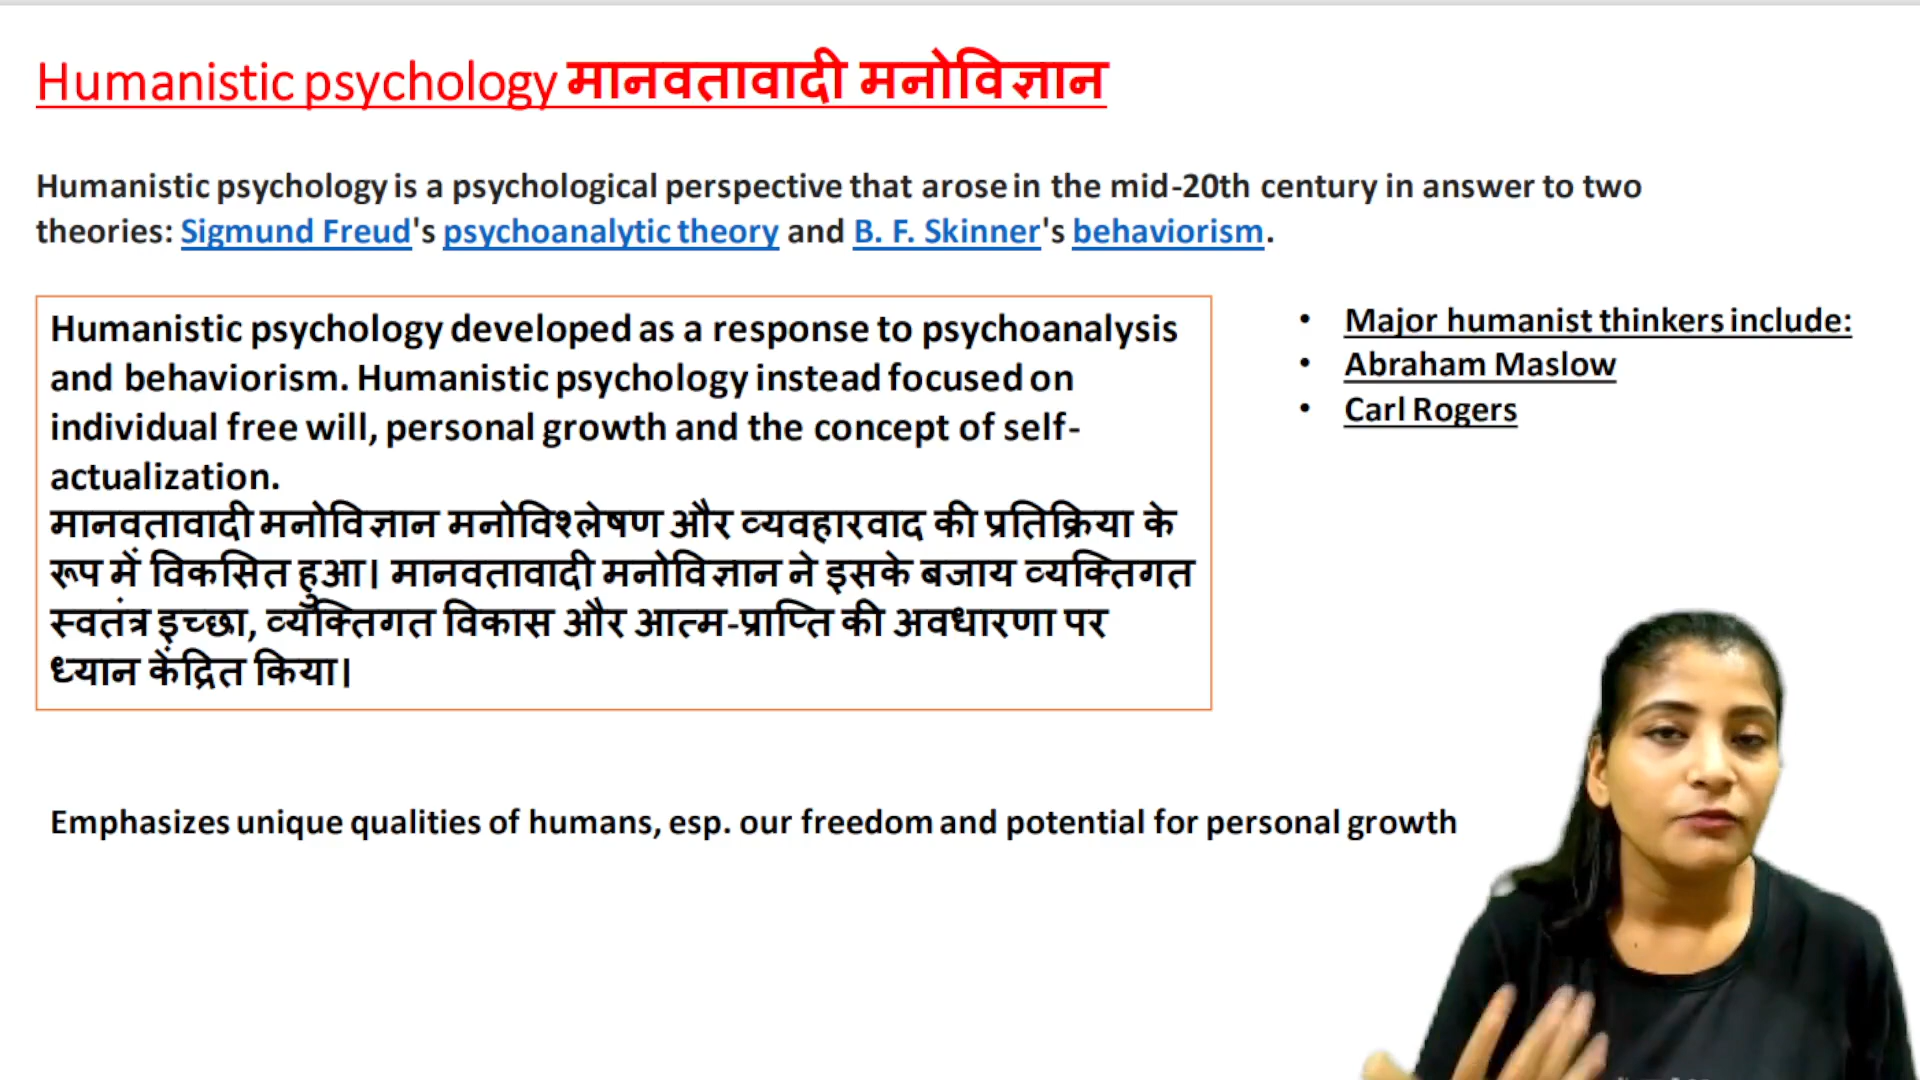 Humanistic psychology मानवतावादी मनोविज्ञान
Humanistic psychology is a psychological perspective that arose in the mid-20th century in answer to two
theories: Sigmund Freud's psychoanalytic theory and B. F. Skinner's behaviorism.
Humanistic psychology developed as a response to psychoanalysis
and behaviorism. Humanistic psychology instead focused on
individual free will, personal growth and the concept of self-
actualization.
मानवतावादी मनोविज्ञान मनोविश्लेषण और व्यवहारवाद की प्रतिक्रिया के
रूप में विकसित हुआ। मानवतावादी मनोविज्ञान ने इसके बजाय व्यक्तिगत
स्वतंत्र इच्छा, व्यक्तिगत विकास और आत्म-प्राप्ति की अवधारणा पर
ध्यान केंद्रित किया।
• Major humanist thinkers include:
• Abraham Maslow
• Carl Rogers
Emphasizes unique qualities of humans, esp. our freedom and potential for personal growth